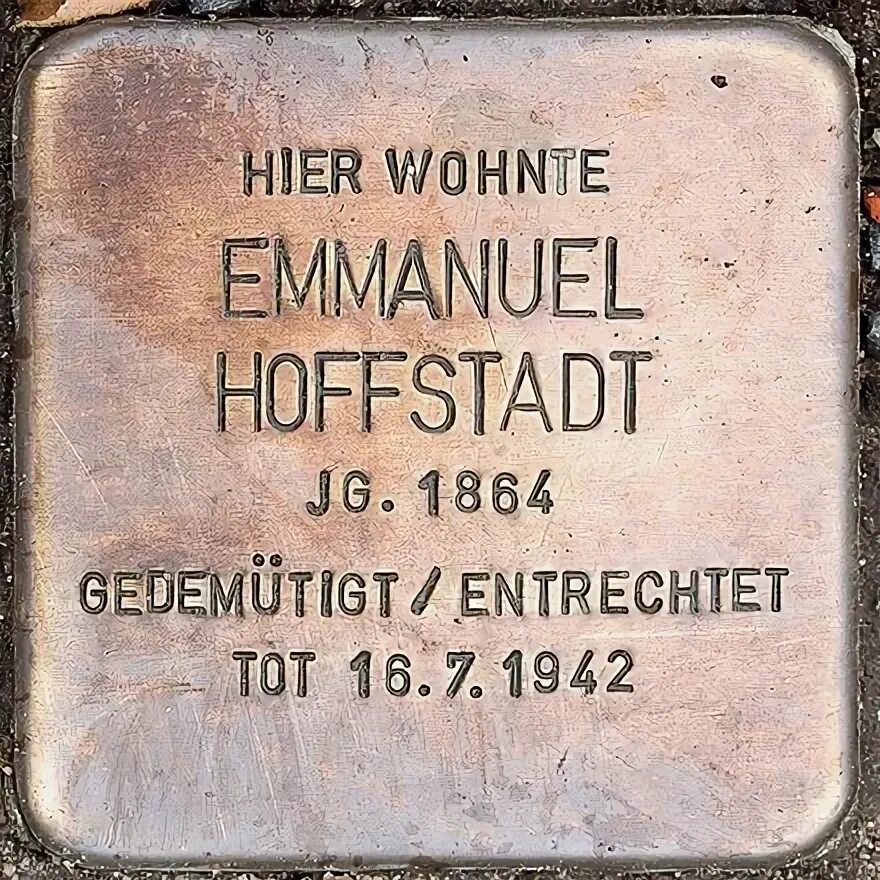 HIER WOHNTE
EMMANUEL
HOFFSTADT
JG. 1864
GEDEMÜTIGT / ENTRECHTET
TOT 16.7.1942